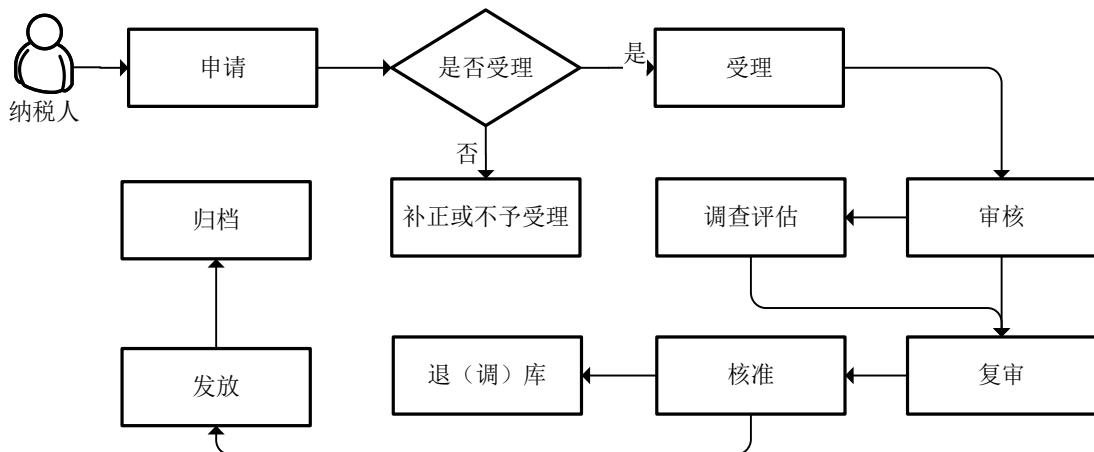 纳税人
申请
是否受理
是
受理
否
归档
补正或不予受理
调查评估
审核
发放
退（调）库
核准
复审